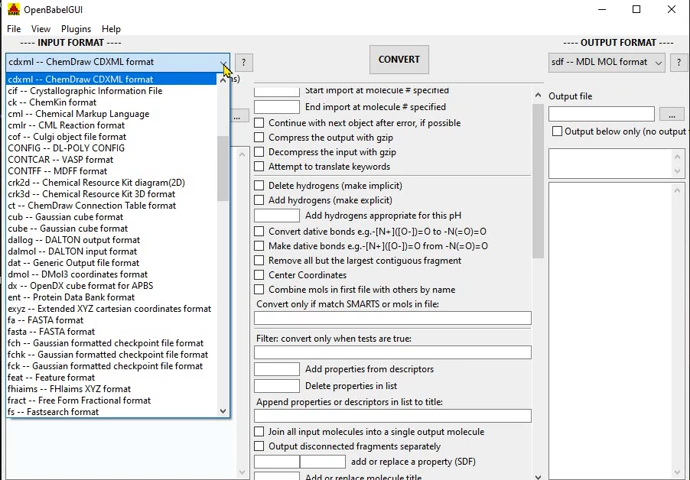 OpenBabelGUI
File View Plugins Help
---- INPUT FORMAT ----
cdxml -- ChemDraw CDXML format
?
CONVERT
---- OUTPUT FORMAT ----
sdf -- MDL MOL format
?
cdxml -- ChemDraw CDXML format
cif -- Crystallographic Information File
ck -- ChemKin format
cml -- Chemical Markup Language
cmlr -- CML Reaction format
cof -- Culgi object file format
CONFIG -- DL-POLY CONFIG
CONTCAR -- VASP format
CONTFF -- MDFF format
crk2d -- Chemical Resource Kit diagram(2D)
crk3d -- Chemical Resource Kit 3D format
ct -- ChemDraw Connection Table format
cub -- Gaussian cube format
cube -- Gaussian cube format
dallog -- DALTON output format
dalmol -- DALTON input format
dat -- Generic Output file format
dmol -- DMol3 coordinates format
dx -- OpenDX cube format for APBS
ent -- Protein Data Bank format
exyz -- Extended XYZ cartesian coordinates format
fa -- FASTA format
fasta -- FASTA format
fch -- Gaussian formatted checkpoint file format
fchk -- Gaussian formatted checkpoint file format
fck -- Gaussian formatted checkpoint file format
feat -- Feature format
fhiaims -- FHIaims XYZ format
fract -- Free Form Fractional format
fs -- Fastsearch format
ns)
...
Start import at molecule # specified
End import at molecule # specified
Continue with next object after error, if possible
Compress the output with gzip
Decompress the input with gzip
Attempt to translate keywords
Delete hydrogens (make implicit)
Add hydrogens (make explicit)
Add hydrogens appropriate for this pH
Convert dative bonds e.g.-[N+]([O-])=O to -N(=O)=O
Make dative bonds e.g.-[N+]([O-])=O from -N(=O)=O
Remove all but the largest contiguous fragment
Center Coordinates
Combine mols in first file with others by name
Convert only if match SMARTS or mols in file:
Filter: convert only when tests are true:
Add properties from descriptors
Delete properties in list
Append properties or descriptors in list to title:
Join all input molecules into a single output molecule
Output disconnected fragments separately
add or replace a property (SDF)
Add or replace molecule title
Output file
...
Output below only (no output